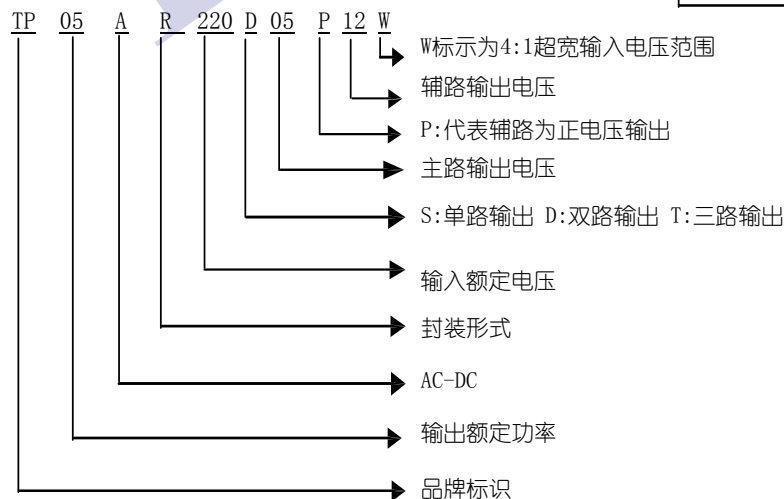 TP 05 A R 220 D 05 P 12 W
W标示为4:1超宽输入电压范围
辅路输出电压
P:代表辅路为正电压输出
主路输出电压
S:单路输出 D:双路输出 T:三路输出
输入额定电压
封装形式
AC-DC
输出额定功率
品牌标识